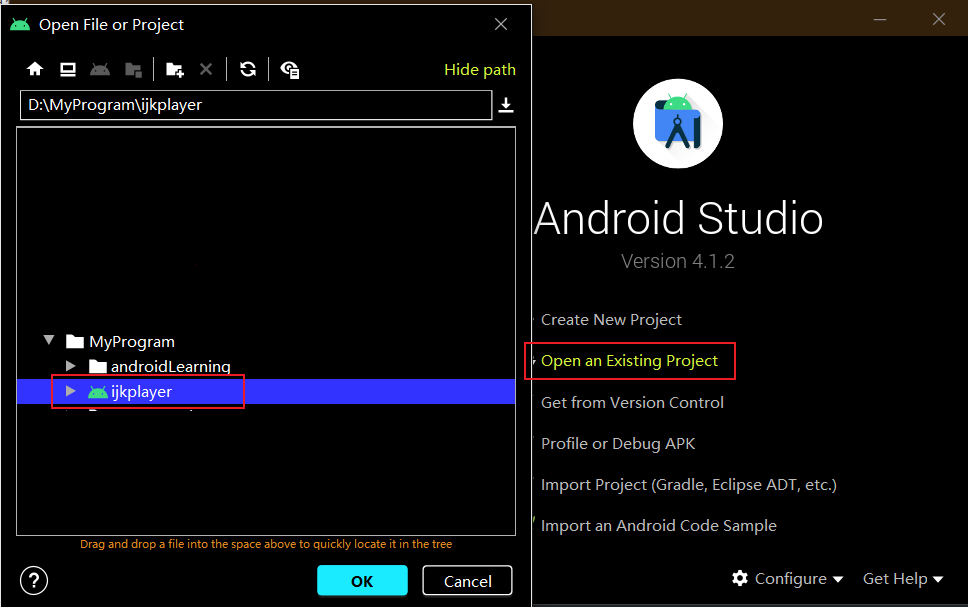 Open File or Project
Hide path
D:\MyProgram\ijkplayer
MyProgram
androidLearning
ijkplayer
Drag and drop a file into the space above to quickly locate it in the tree
?
OK
Cancel
Android Studio
Version 4.1.2
Create New Project
Open an Existing Project
Get from Version Control
Profile or Debug APK
Import Project (Gradle, Eclipse ADT, etc.)
Import an Android Code Sample
Configure
Get Help